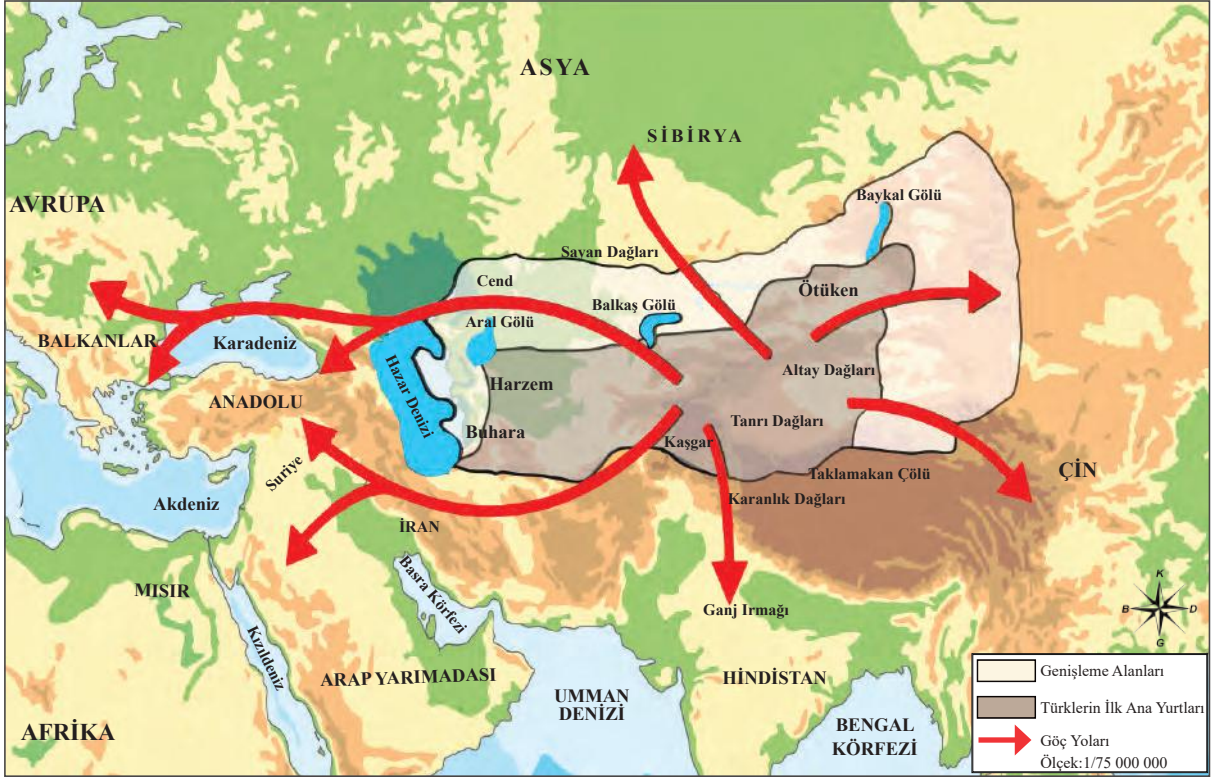 ASYA
SİBİRYA
AVRUPA
Baykal Gölü
Sayan Dağları
Cend
Ötüken
Balkaş Gölü
Aral Gölü
BALKANLAR
Karadeniz
Hazar Denizi
Harzem
Altay Dağları
ANADOLU
Tanrı Dağları
Buhara
Kaşgar
Suriye
Taklamakan Çölü
ÇİN
Karanlık Dağları
Akdeniz
İRAN
Basra Körfezi
MISIR
Ganj Irmağı
Kızıldeniz
ARAP YARIMADASI
HİNDİSTAN
UMMAN
DENİZİ
BENGAL
KÖRFEZİ
AFRİKA
K
B
D
G
Genişleme Alanları
Türklerin İlk Ana Yurtları
Göç Yoları
Ölçek:1/75 000 000